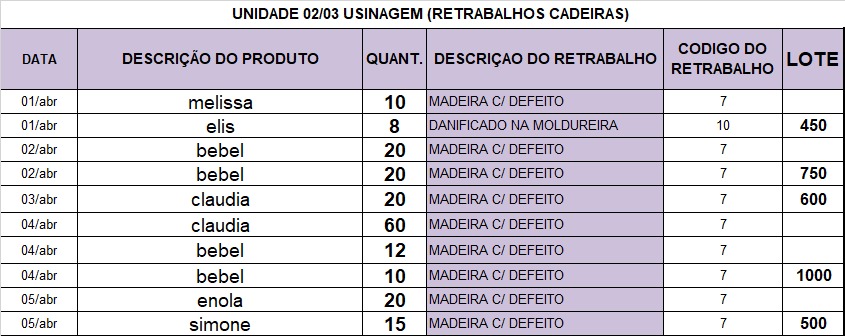 UNIDADE 02/03 USINAGEM (RETRABALHOS CADEIRAS)
DATA DESCRIÇÃO DO PRODUTO QUANT. DESCRIÇAO DO RETRABALHO CODIGO DO RETRABALHO LOTE
01/abr melissa 10 MADEIRA C/ DEFEITO 7
01/abr elis 8 DANIFICADO NA MOLDUREIRA 10 450
02/abr bebel 20 MADEIRA C/ DEFEITO 7
02/abr bebel 20 MADEIRA C/ DEFEITO 7 750
03/abr claudia 20 MADEIRA C/ DEFEITO 7 600
04/abr claudia 60 MADEIRA C/ DEFEITO 7
04/abr bebel 12 MADEIRA C/ DEFEITO 7
04/abr bebel 10 MADEIRA C/ DEFEITO 7 1000
05/abr enola 20 MADEIRA C/ DEFEITO 7
05/abr simone 15 MADEIRA C/ DEFEITO 7 500